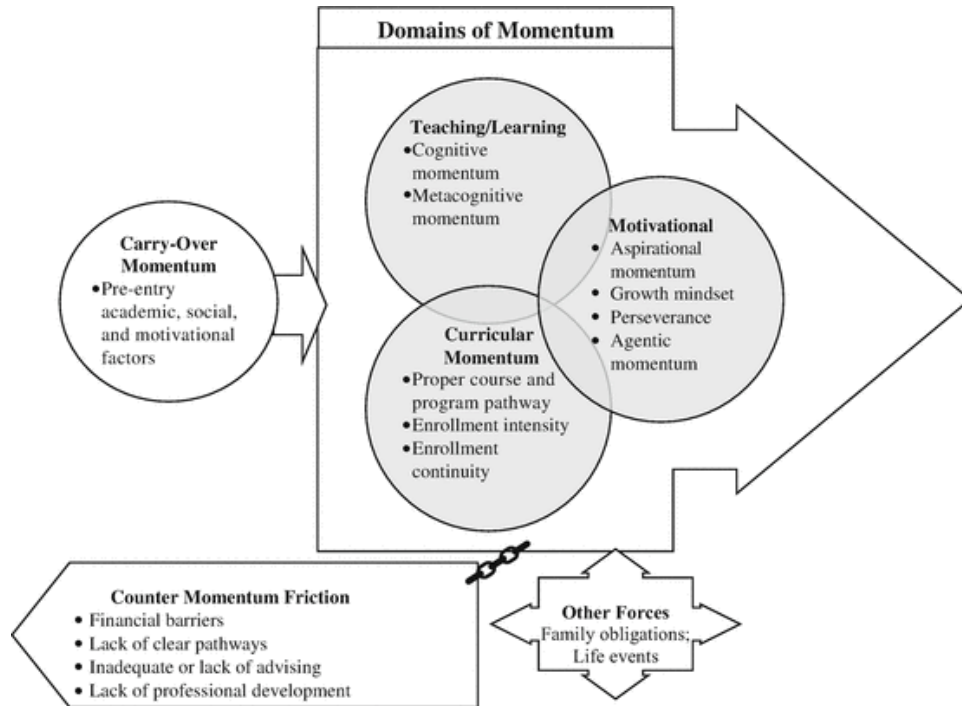 Domains of Momentum
Teaching/Learning
•Cognitive
momentum
•Metacognitive
momentum
Motivational
• Aspirational
momentum
• Growth mindset
• Perseverance
• Agentic
momentum
Carry-Over
Momentum
•Pre-entry
academic, social,
and motivational
factors
Curricular
Momentum
•Proper course and
program pathway
•Enrollment intensity
•Enrollment
continuity
Counter Momentum Friction
• Financial barriers
• Lack of clear pathways
• Inadequate or lack of advising
• Lack of professional development
Other Forces
Family obligations;
Life events